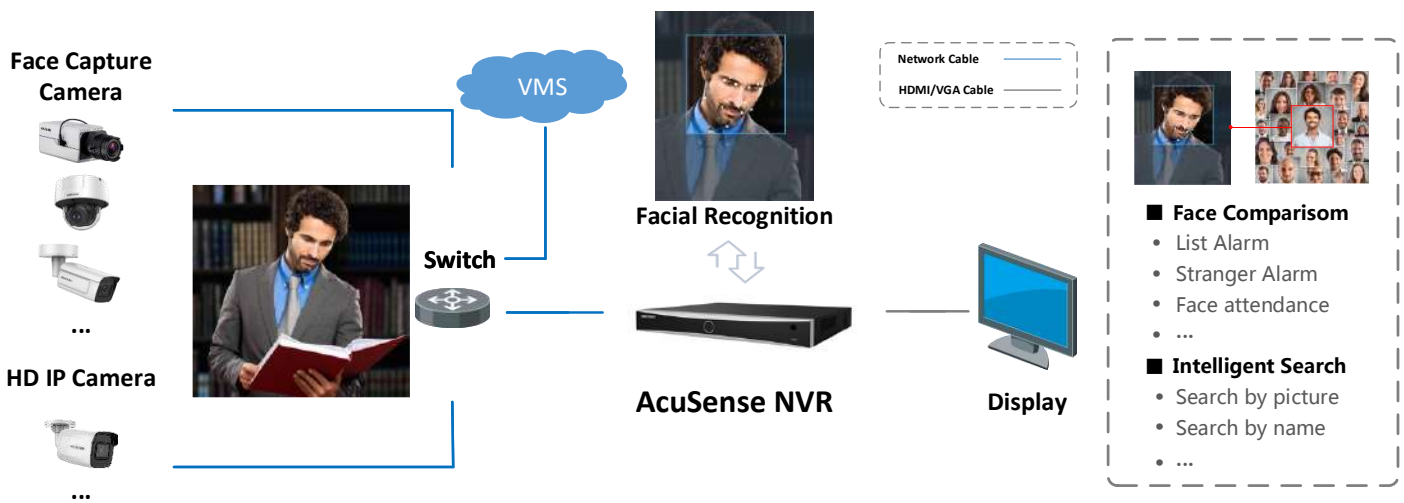 Face Capture
Camera
...
HD IP Camera
...
VMS
Switch
Facial Recognition
AcuSense NVR
Network Cable
HDMI/VGA Cable
Display
■ Face Comparisom
• List Alarm
• Stranger Alarm
• Face attendance
• ...
■ Intelligent Search
• Search by picture
• Search by name
• ...